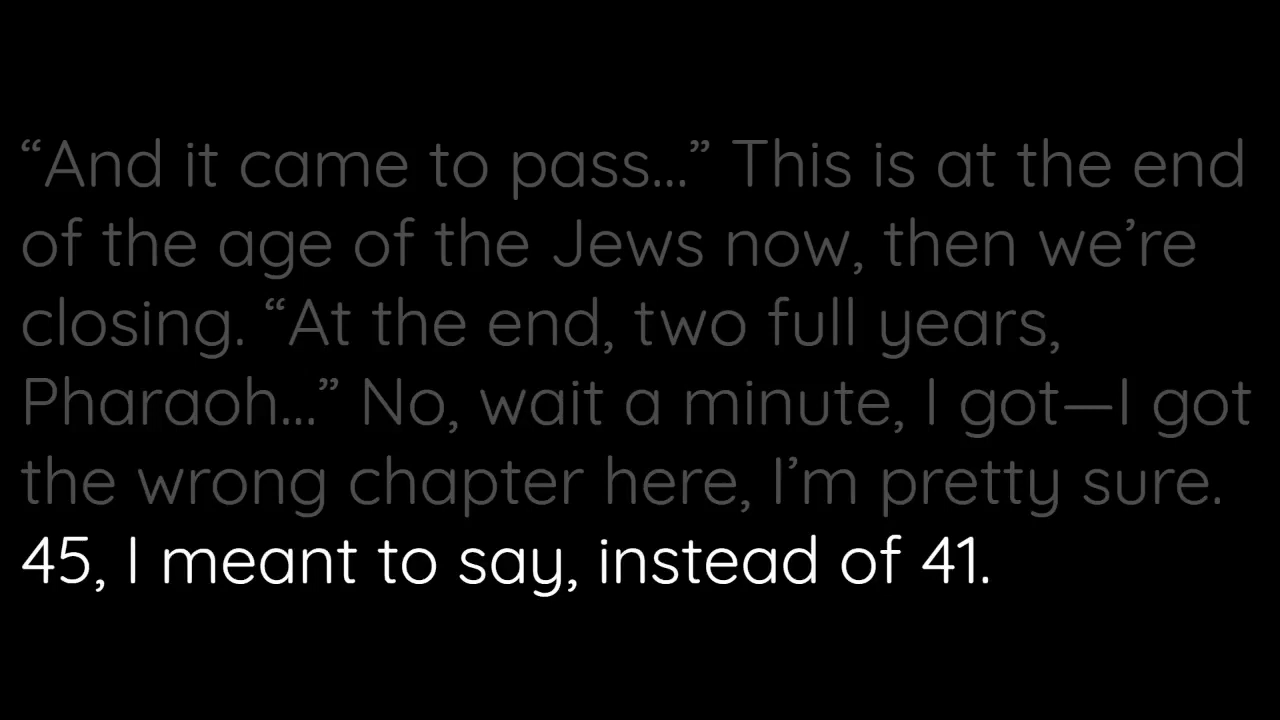 “And it came to pass...” This is at the end
of the age of the Jews now, then we’re
closing. “At the end, two full years,
Pharaoh...” No, wait a minute, I got—I got
the wrong chapter here, I’m pretty sure.
45, I meant to say, instead of 41.